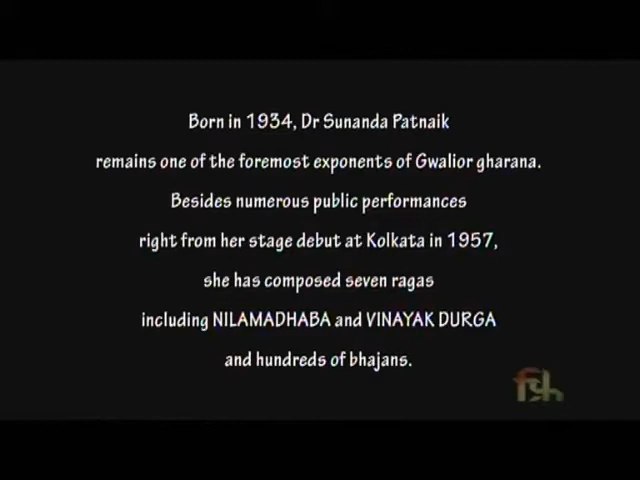 Born in 1934, Dr Sunanda Patnaik
remains one of the foremost exponents of Gwalior gharana.
Besides numerous public performances
right from her stage debut at Kolkata in 1957,
she has composed seven ragas
including NILAMADHABA and VINAYAK DURGA
and hundreds of bhajans.